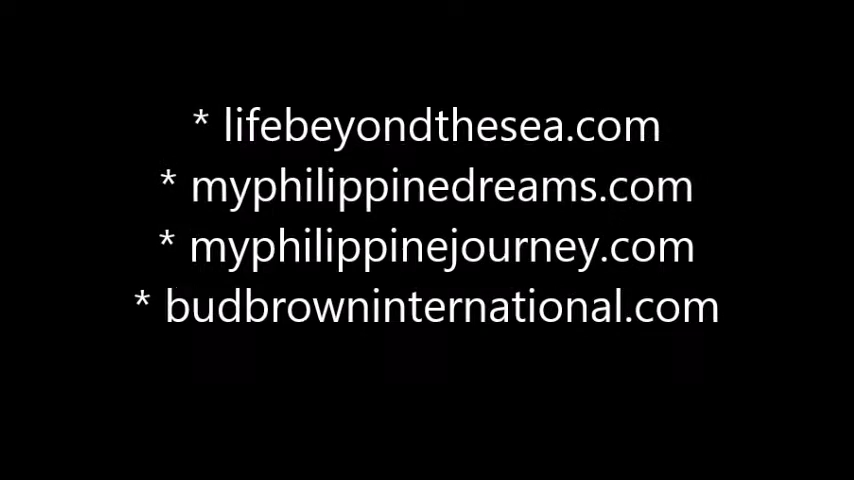 * lifebeyondthesea.com
* myphilippinedreams.com
* myphilippinejourney.com
* budbrowninternational.com